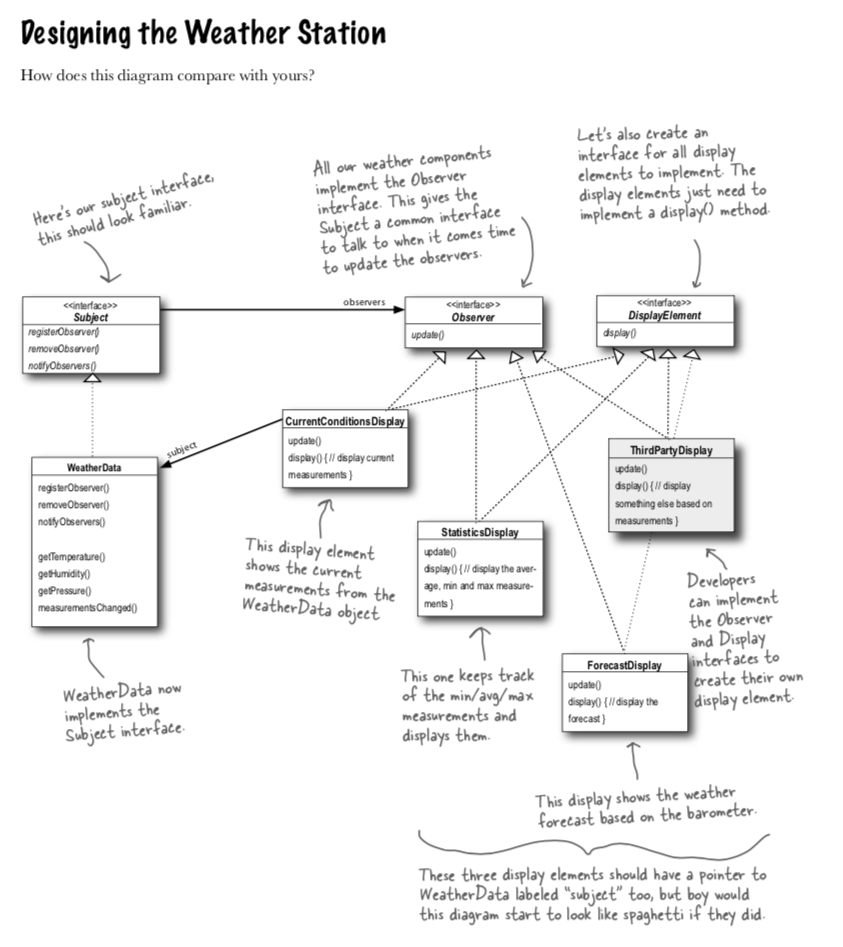 Designing the Weather Station
How does this diagram compare with yours?
Here's our subject interface,
this should look familiar.
All our weather components
implement the Observer
interface. This gives the
Subject a common interface
to talk to when it comes time
to update the observers.
Let's also create an
interface for all display
elements to implement. The
display elements just need to
implement a display() method.
<<interface>>
Subject
registerObserver()
removeObserver()
notifyObservers()
observers
<<interface>>
Observer
update()
<<interface>>
DisplayElement
display()
subject
WeatherData
registerObserver()
removeObserver()
notifyObservers()
getTemperature()
getHumidity()
getPressure()
measurementsChanged()
CurrentConditionsDisplay
update()
display() { // display current
measurements }
StatisticsDisplay
update()
display() { // display the aver-
age, min and max measure-
ments }
ThirdPartyDisplay
update()
display() { // display
something else based on
measurements }
ForecastDisplay
update()
display() { // display the
forecast }
This display element
shows the current
measurements from the
WeatherData object
Developers
can implement
the Observer
and Display
interfaces to
create their own
display element.
WeatherData now
implements the
Subject interface.
This one keeps track
of the min/avg/max
measurements and
displays them.
This display shows the weather
forecast based on the barometer.
These three display elements should have a pointer to
WeatherData labeled "subject" too, but boy would
this diagram start to look like spaghetti if they did.